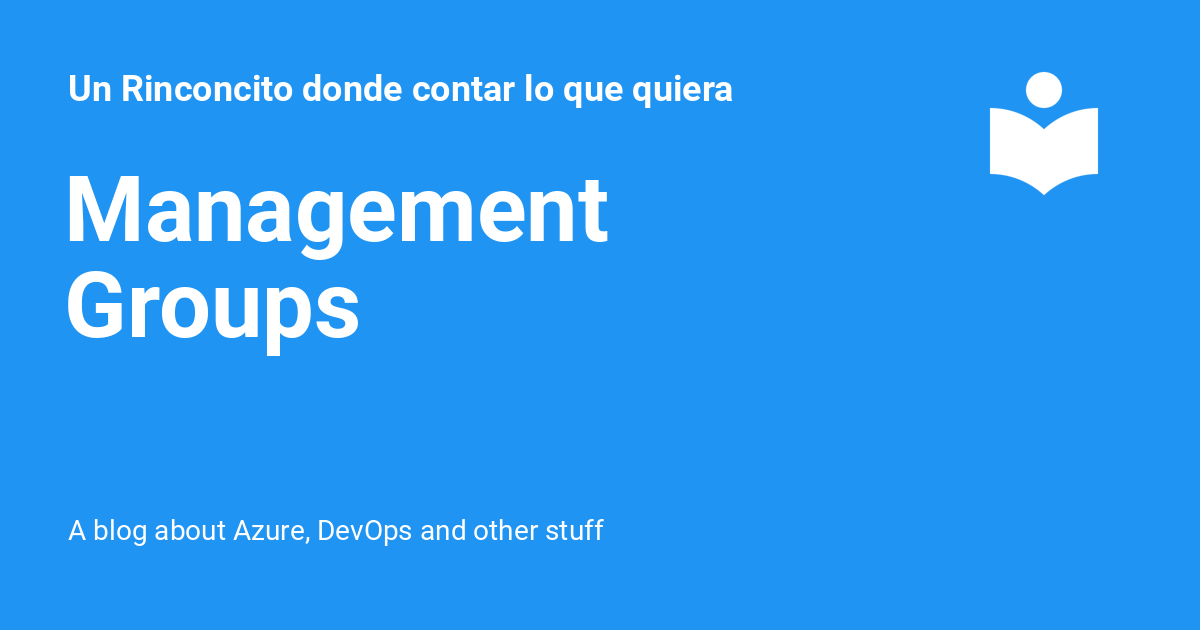 Un Rinconcito donde contar lo que quiera
Management
Groups
A blog about Azure, DevOps and other stuff